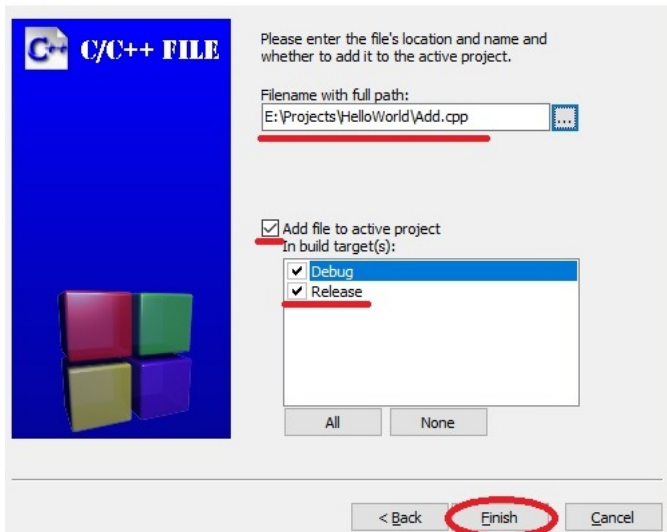 C++ C/C++ FILE
Please enter the file's location and name and
whether to add it to the active project.
Filename with full path:
E:\Projects\HelloWorld\Add.cpp
...
Add file to active project
In build target(s):
Debug
Release
All None
< Back Finish Cancel